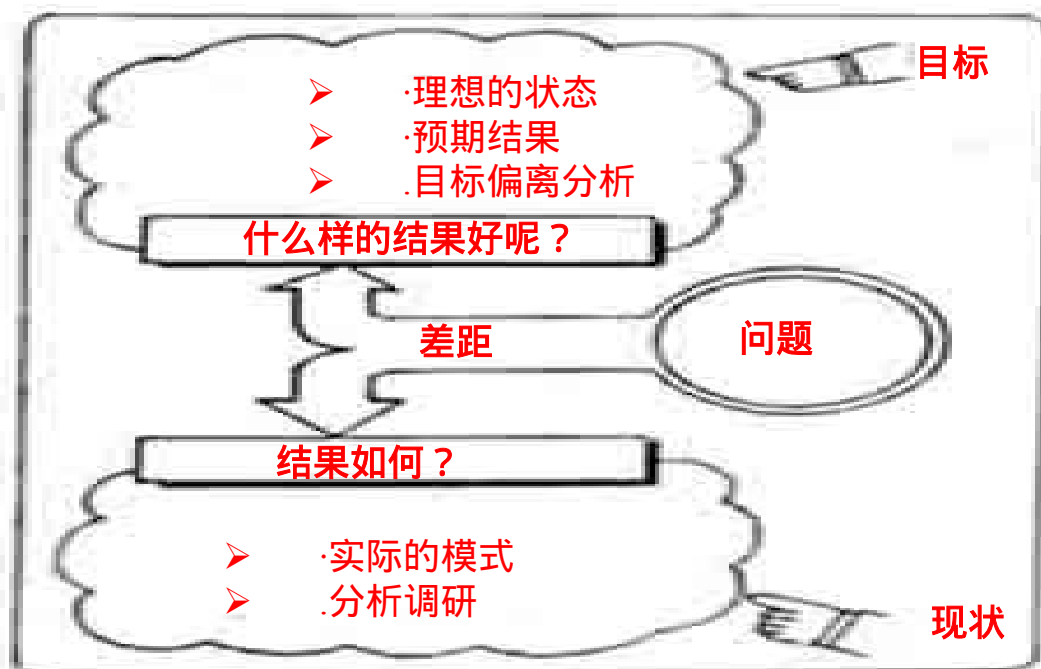 目标
➢ ·理想的状态
➢ ·预期结果
➢ .目标偏离分析
什么样的结果好呢？
差距
问题
结果如何？
➢ ·实际的模式
➢ .分析调研
现状